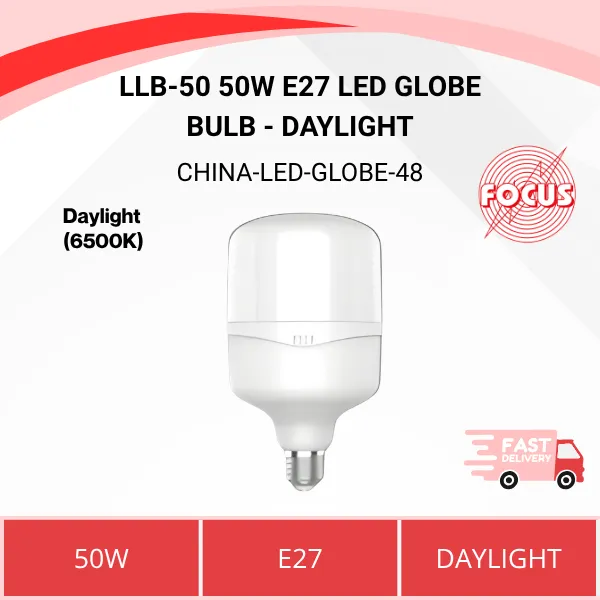 LLB-50 50W E27 LED GLOBE
BULB - DAYLIGHT
CHINA-LED-GLOBE-48
FOCUS
Daylight
(6500K)
FAST
DELIVERY
50W
E27
DAYLIGHT